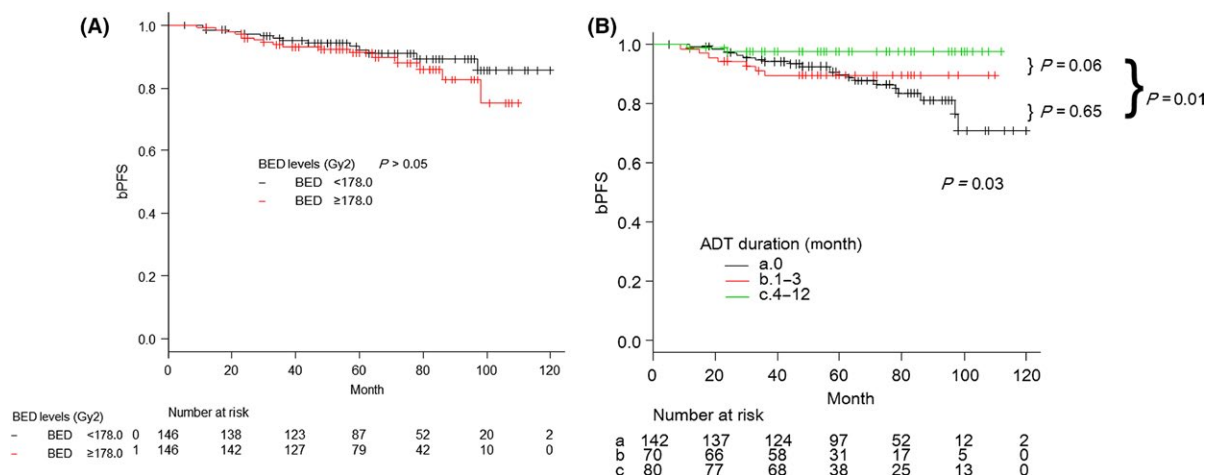 (A)
1.0
0.8
0.6
0.4
0.2
0.0
bPFS
BED levels (Gy2) P > 0.05
– BED <178.0
– BED ≥178.0
0 20 40 60 80 100 120
Month
Number at risk
BED levels (Gy2)
– BED <178.0 0 146 138 123 87 52 20 2
– BED ≥178.0 1 146 142 127 79 42 10 0
(B)
1.0
0.8
0.6
0.4
0.2
0.0
bPFS
} P = 0.06
} P = 0.65
} P = 0.01
P = 0.03
ADT duration (month)
a.0
b.1–3
c.4–12
0 20 40 60 80 100 120
Month
Number at risk
a 142 137 124 97 52 12 2
b 70 66 58 31 17 5 0
c 80 77 68 38 25 13 0